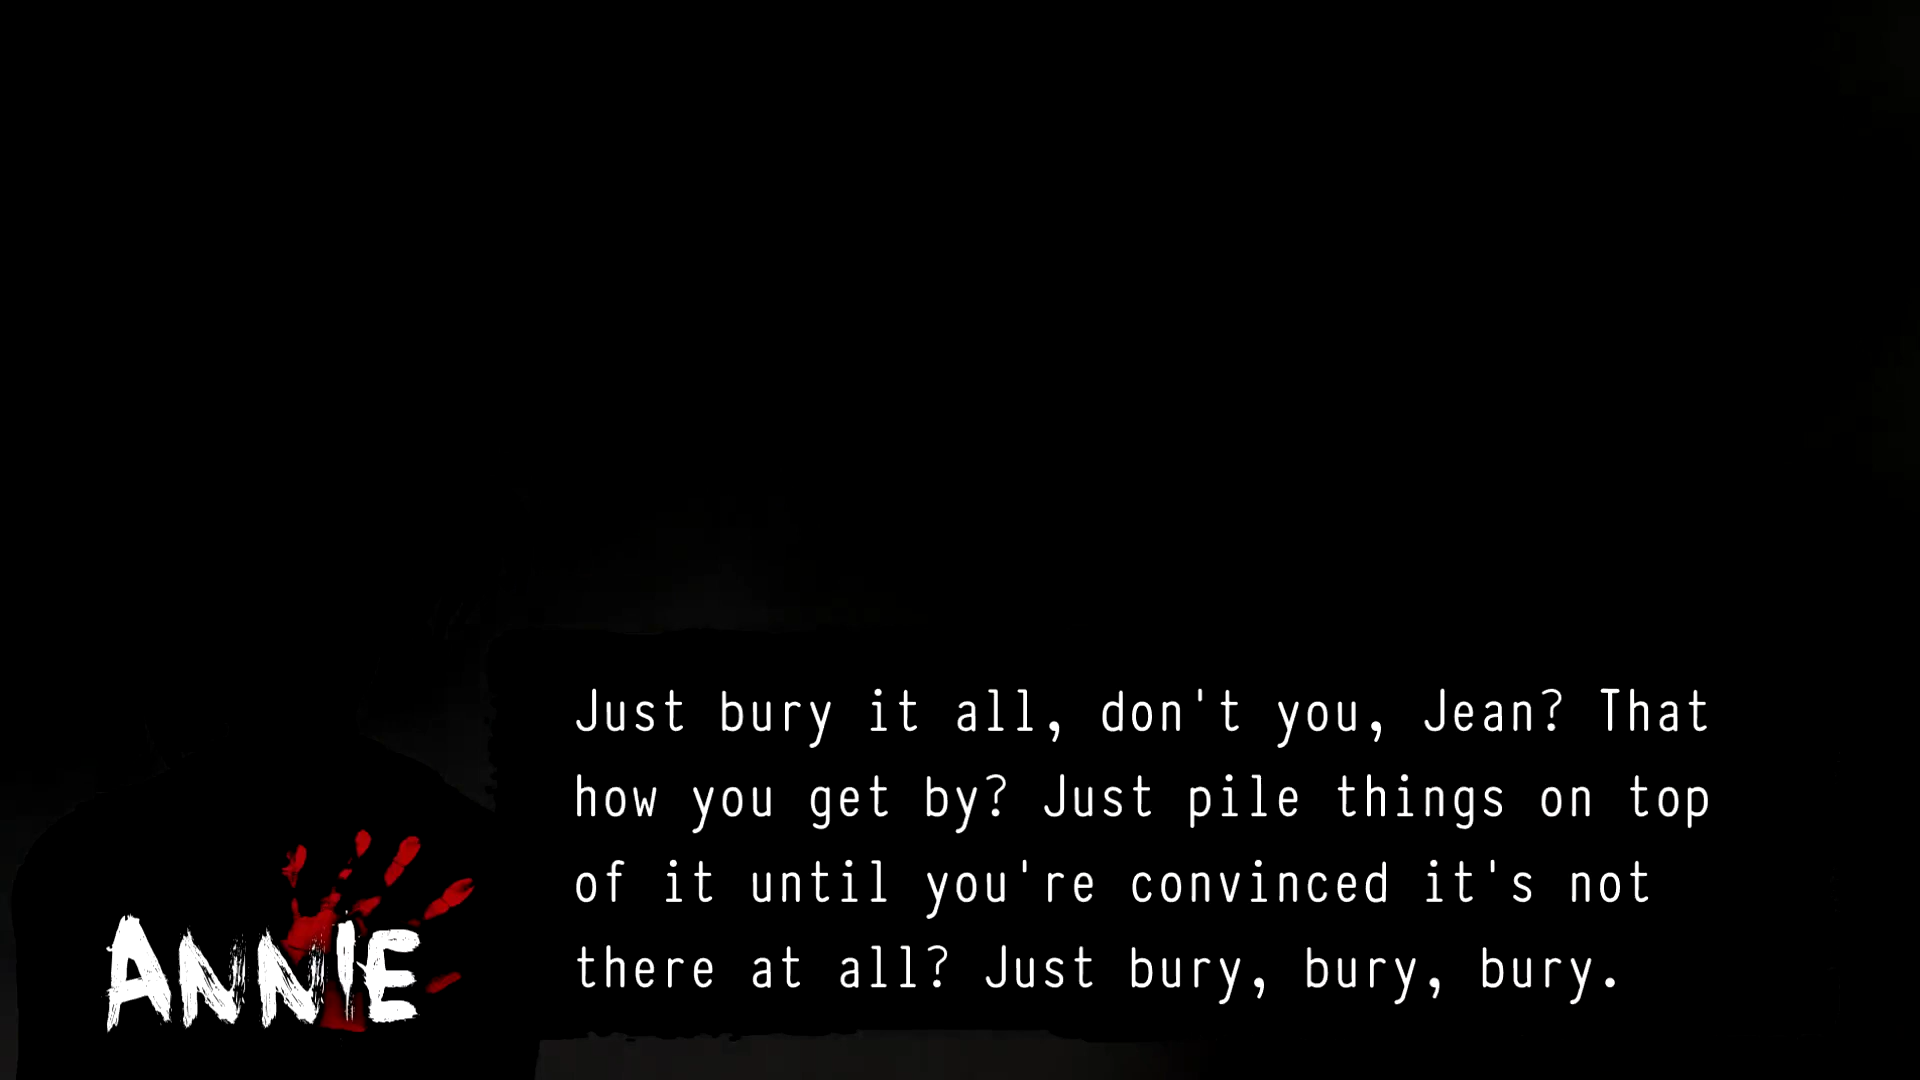 Just bury it all, don't you, Jean? That
how you get by? Just pile things on top
of it until you're convinced it's not
there at all? Just bury, bury, bury.
ANNIE